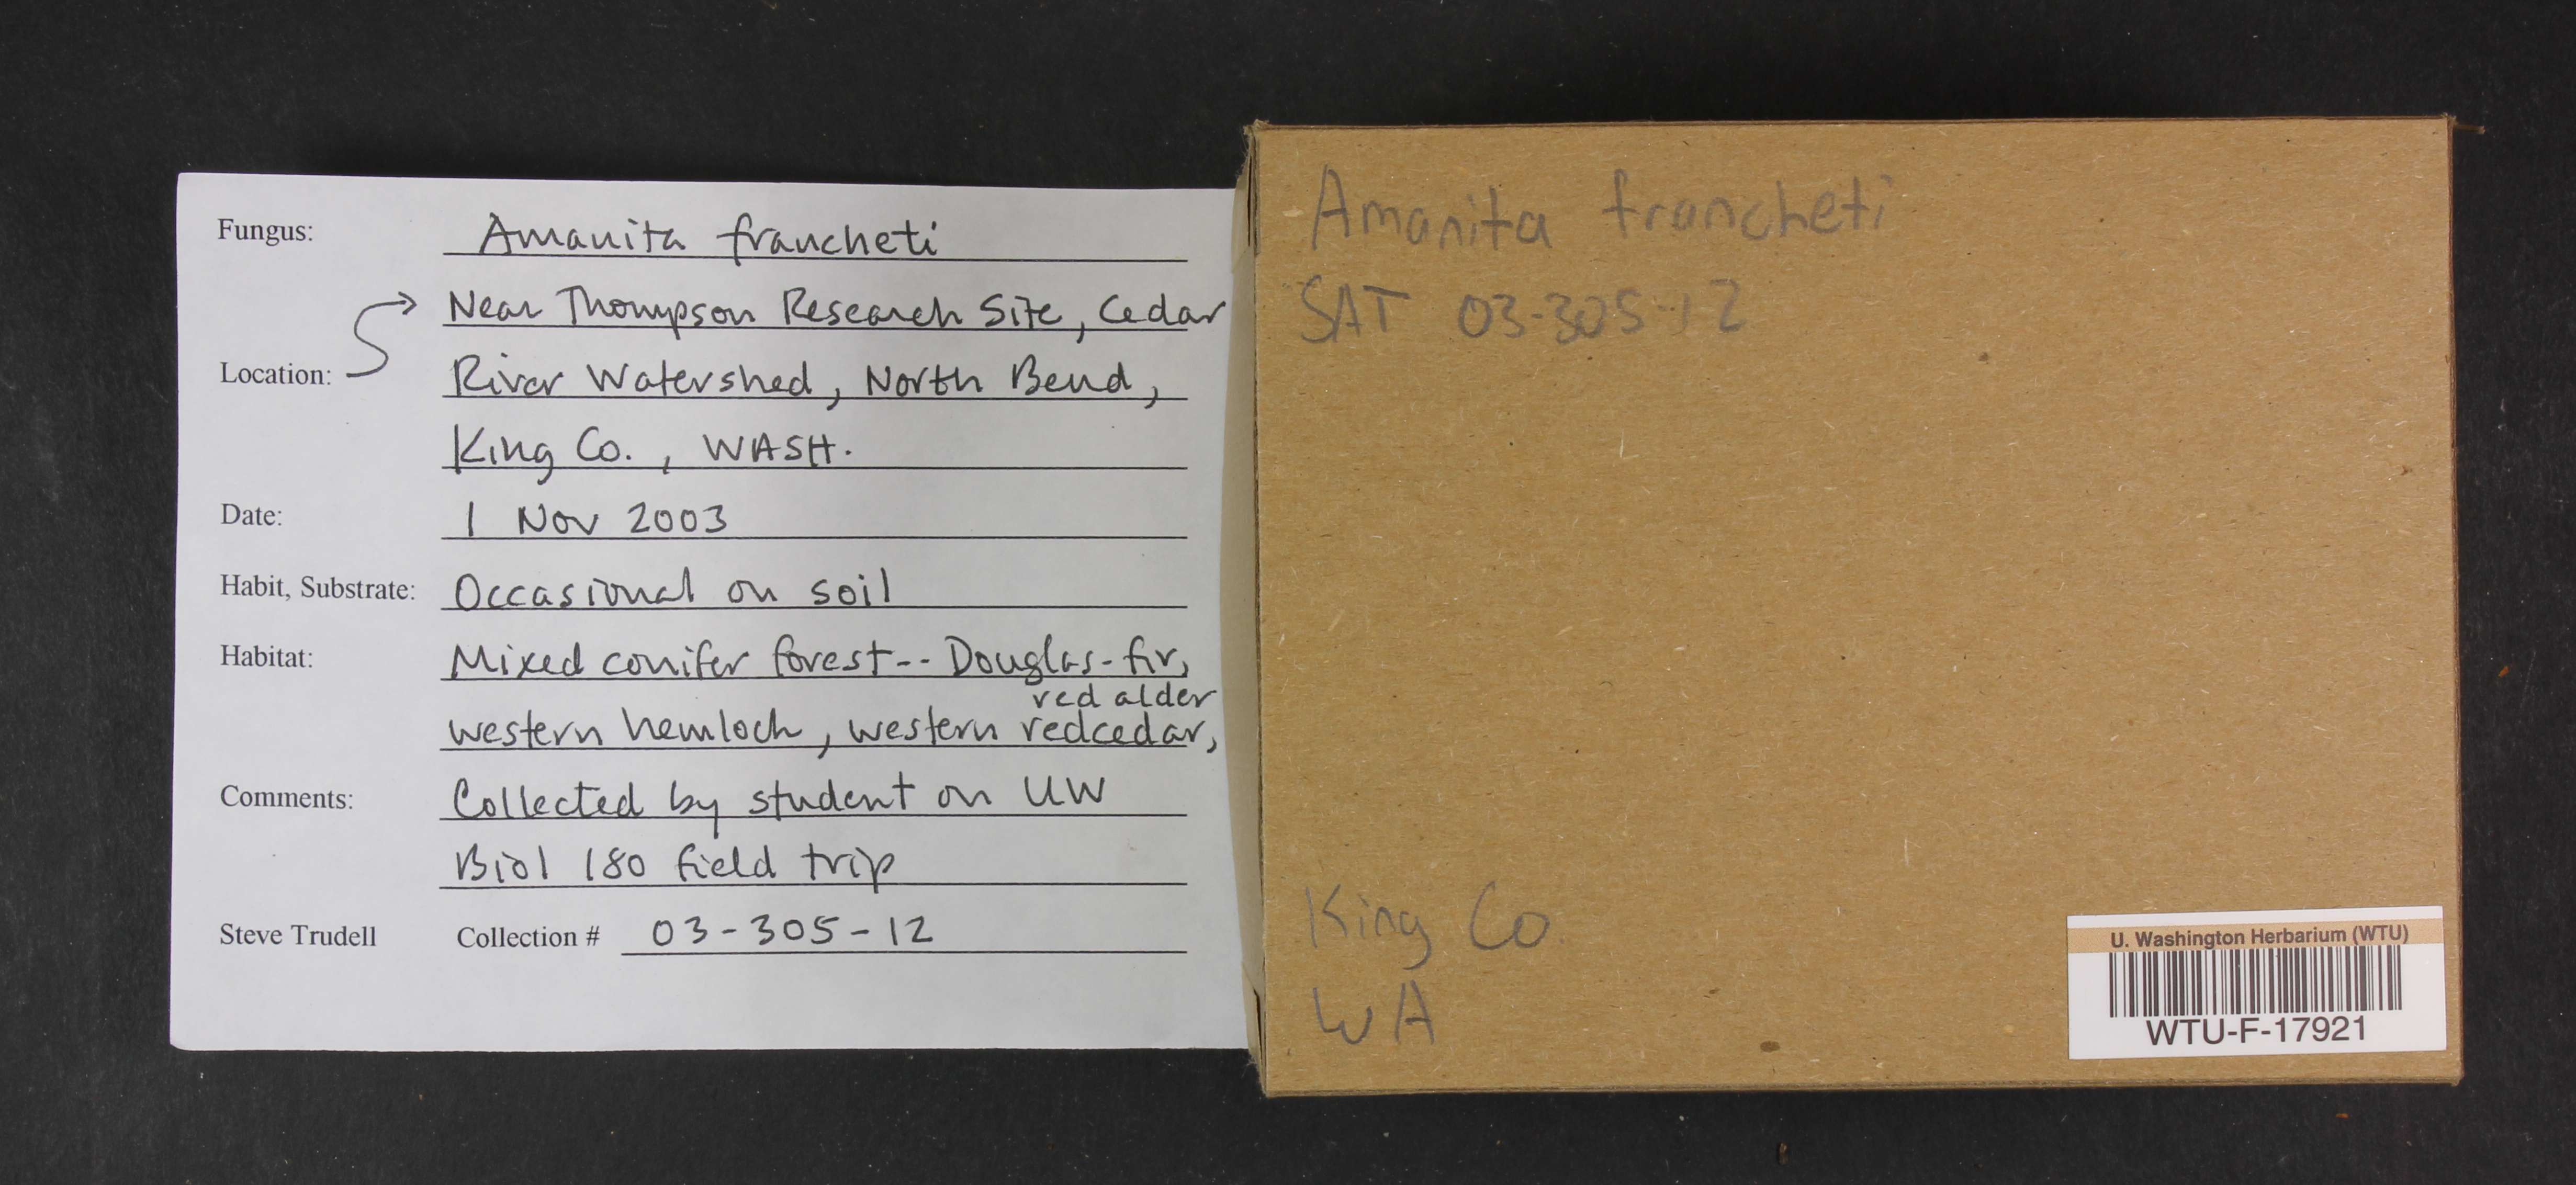 Fungus: Amanita francheti
Near Thompson Research Site, Cedar
Location: River Watershed, North Bend,
King Co., WASH.
Date: 1 Nov 2003
Habit, Substrate: Occasional on soil
Habitat: Mixed conifer forest-- Douglas-fir,
red alder
western hemlock, western redcedar,
Comments: Collected by student on UW
Biol 180 field trip
Steve Trudell Collection # 03-305-12
Amanita francheti
SAT 03-305-12
King Co
WA
U. Washington Herbarium (WTU)
WTU-F-17921